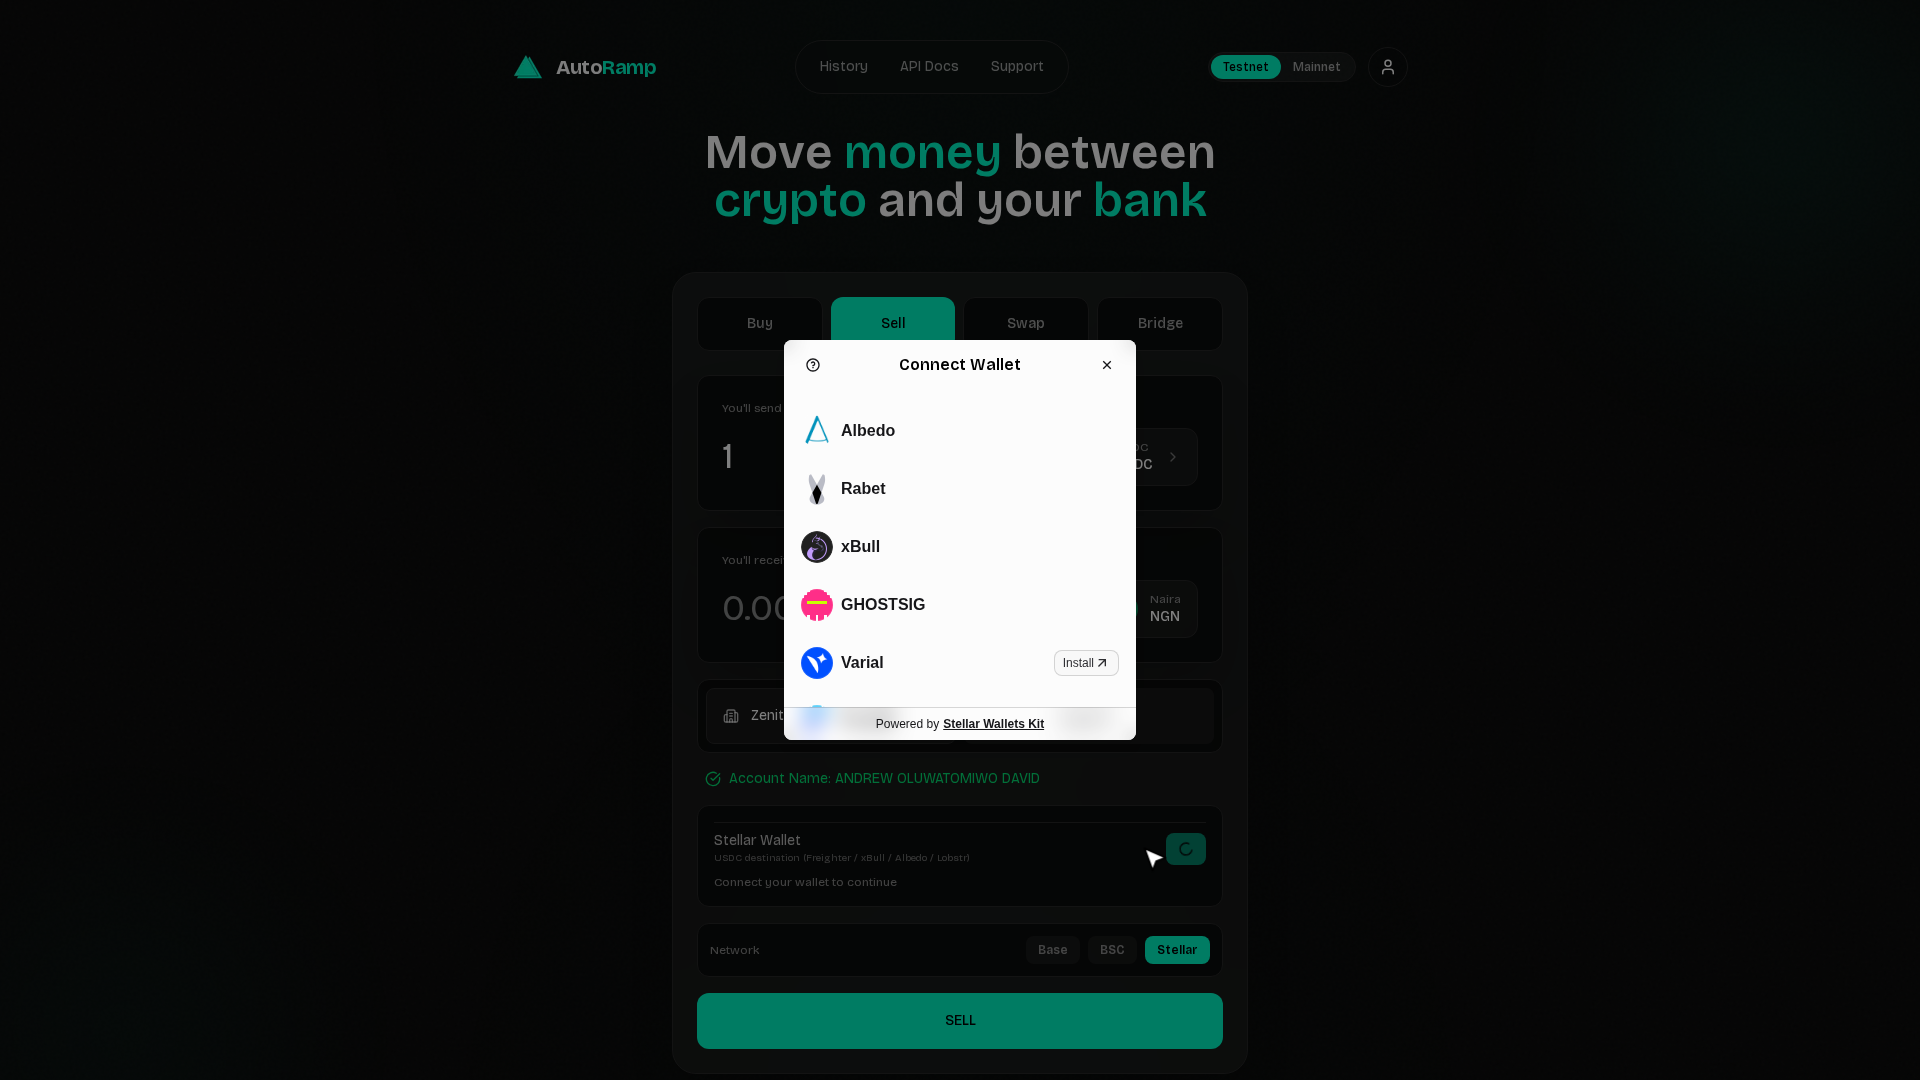 AutoRamp
History
API Docs
Support
Testnet
Mainnet
Move money between
crypto and your bank
Buy
Sell
Swap
Bridge
Connect Wallet
You'll send
1
DC
Albedo
Rabet
xBull
GHOSTSIG
Varial
Install
Powered by Stellar Wallets Kit
0.00
Naira
NGN
Account Name: ANDREW OLUWATOMIWO DAVID
Stellar Wallet
USDC destination (Freighter / xBull / Albedo / Lobstr)
Connect your wallet to continue
Network
Base
BSC
Stellar
SELL